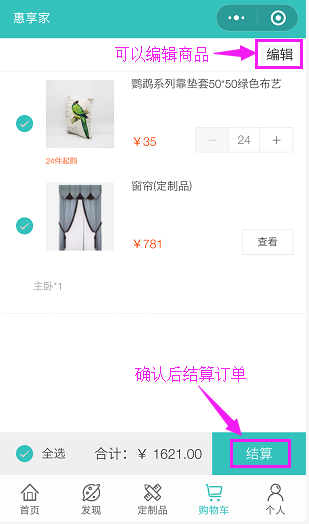 惠享家
可以编辑商品
编辑
鹦鹉系列靠垫套50*50绿色布艺
￥35
— 24 +
24件起购
窗帘(定制品)
￥781
查看
主卧*1
确认后结算订单
全选 合计：￥ 1621.00 结算
首页 发现 定制品 购物车 个人